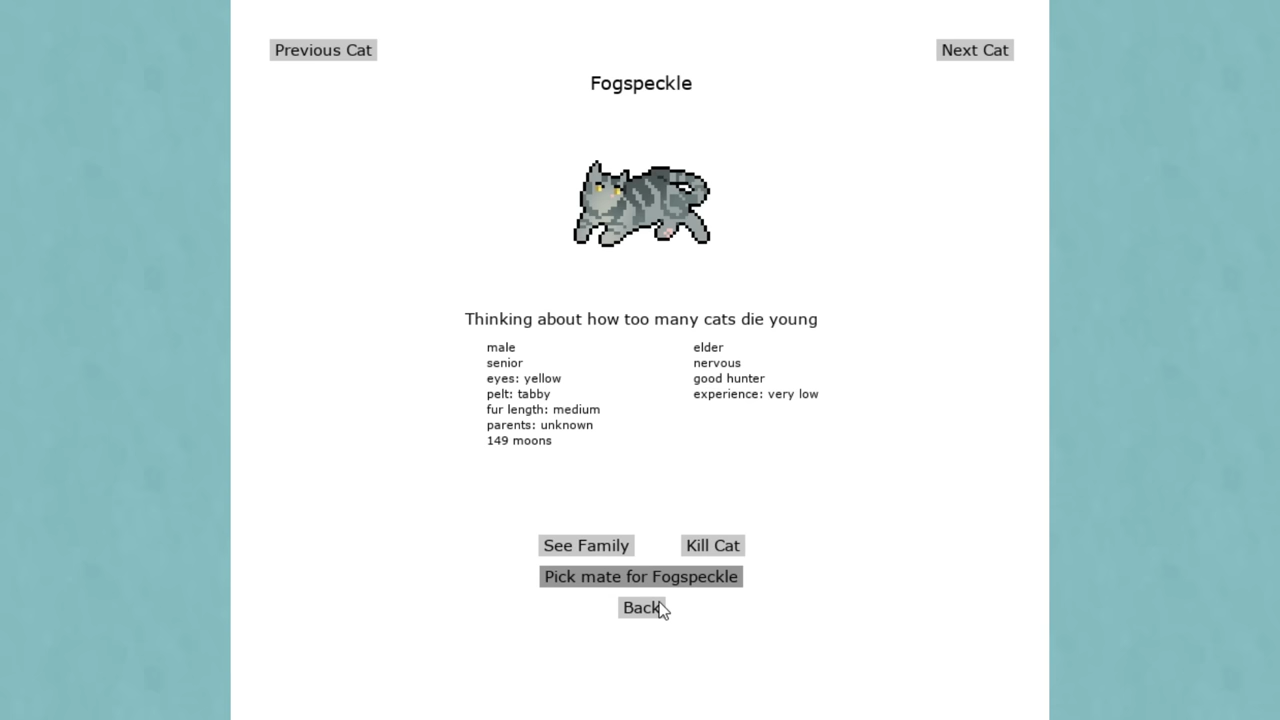 Previous Cat
Next Cat
Fogspeckle
Thinking about how too many cats die young
male
senior
eyes: yellow
pelt: tabby
fur length: medium
parents: unknown
149 moons
elder
nervous
good hunter
experience: very low
See Family
Kill Cat
Pick mate for Fogspeckle
Back